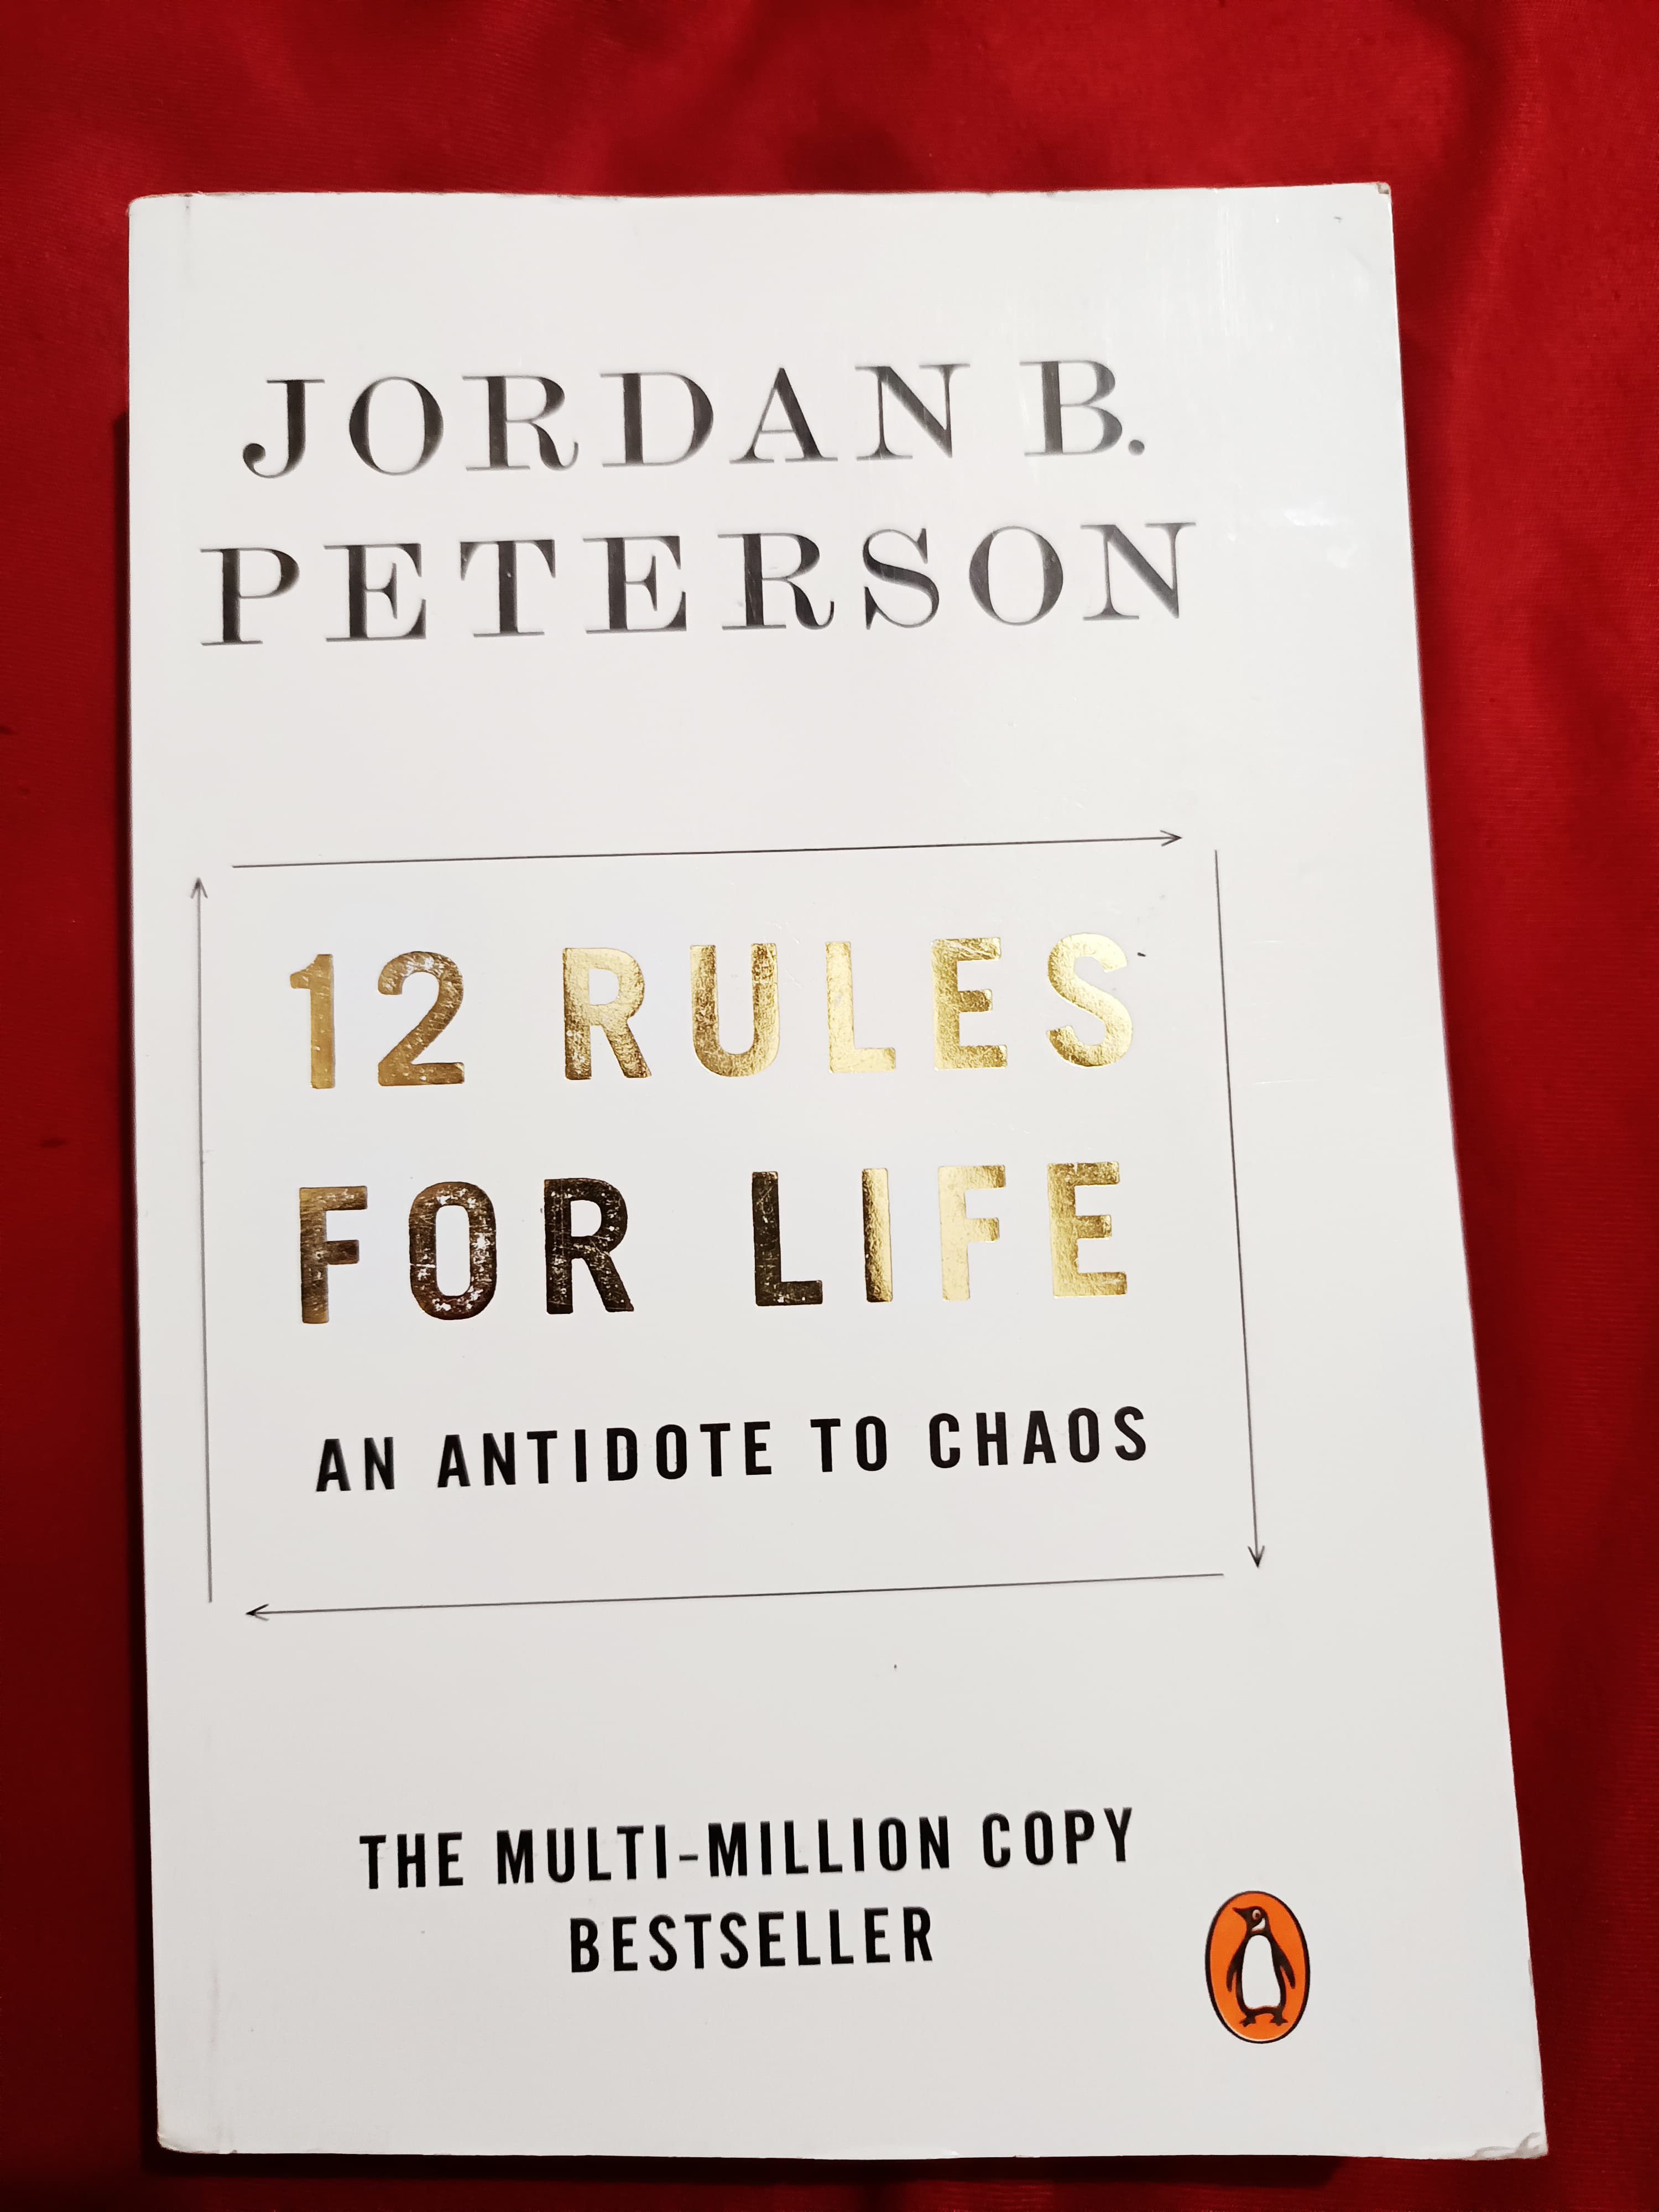 JORDAN B.
PETERSON
12 RULES
FOR LIFE
AN ANTIDOTE TO CHAOS
THE MULTI-MILLION COPY
BESTSELLER